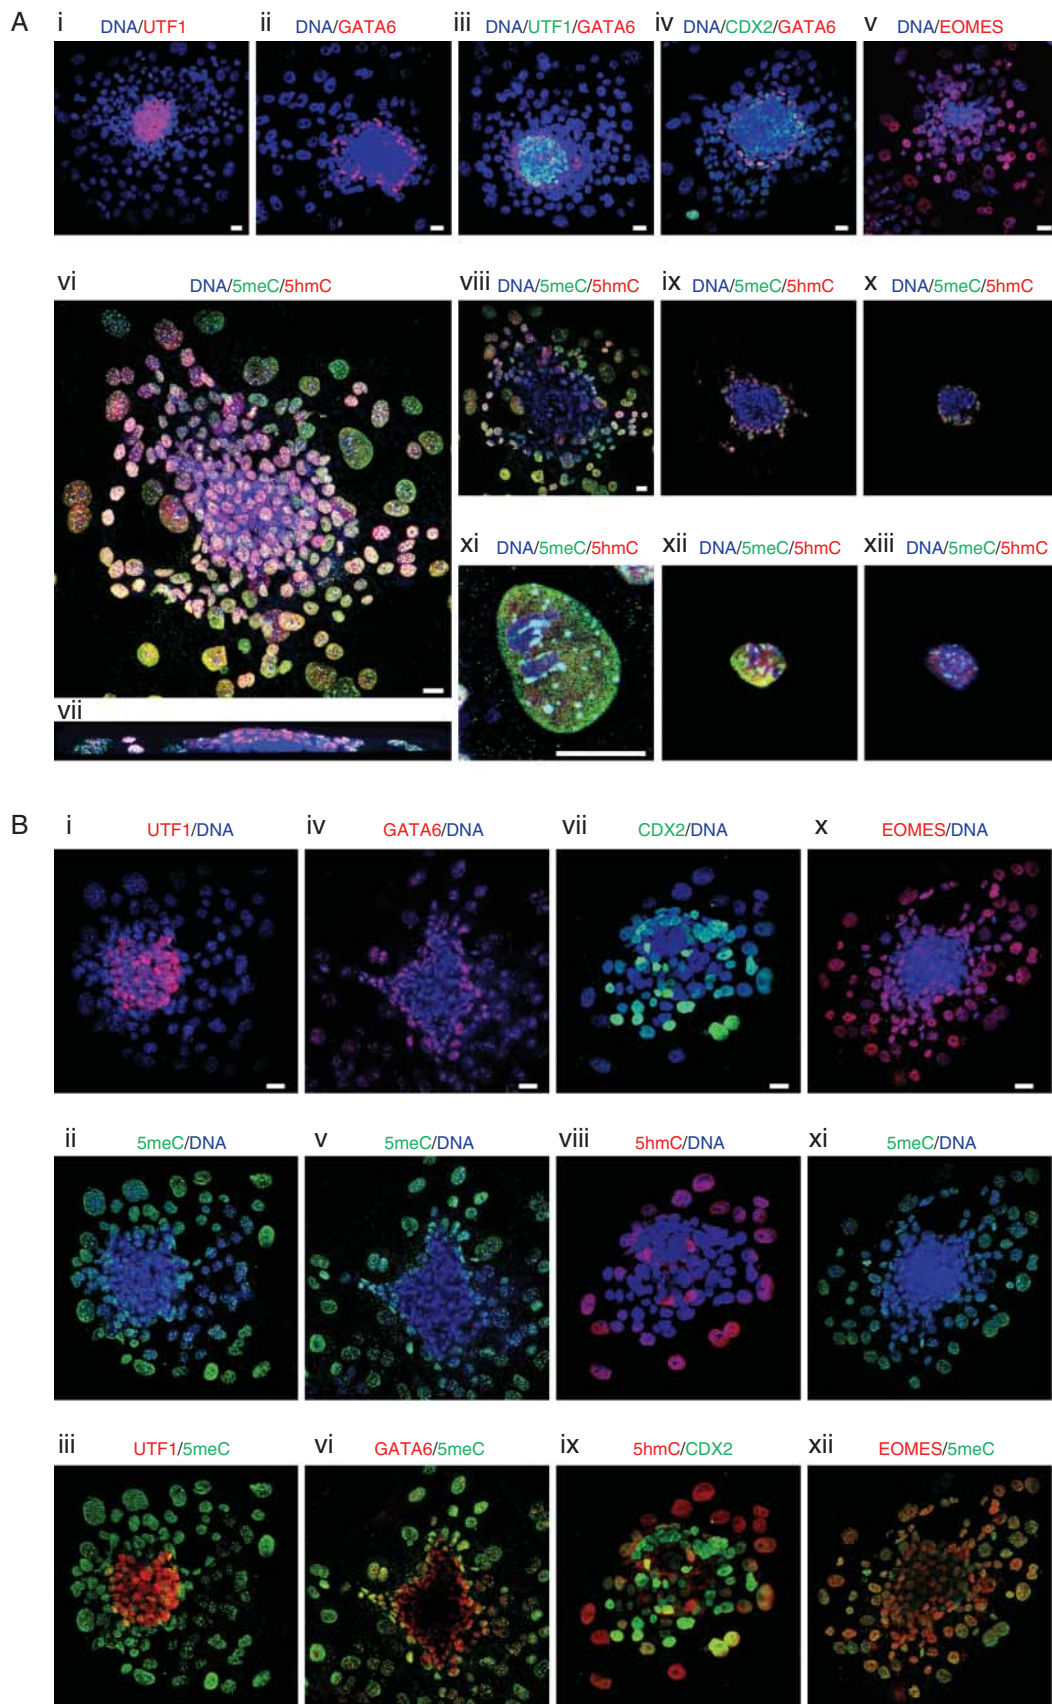 A
i ii iii iv v
DNA/UTF1 DNA/GATA6 DNA/UTF1/GATA6 DNA/CDX2/GATA6 DNA/EOMES
vi viii ix x
DNA/5meC/5hmC DNA/5meC/5hmC DNA/5meC/5hmC DNA/5meC/5hmC
xi xii xiii
DNA/5meC/5hmC DNA/5meC/5hmC DNA/5meC/5hmC
vii
B
i iv vii x
UTF1/DNA GATA6/DNA CDX2/DNA EOMES/DNA
ii v viii xi
5meC/DNA 5meC/DNA 5hmC/DNA 5meC/DNA
iii vi ix xii
UTF1/5meC GATA6/5meC 5hmC/CDX2 EOMES/5meC